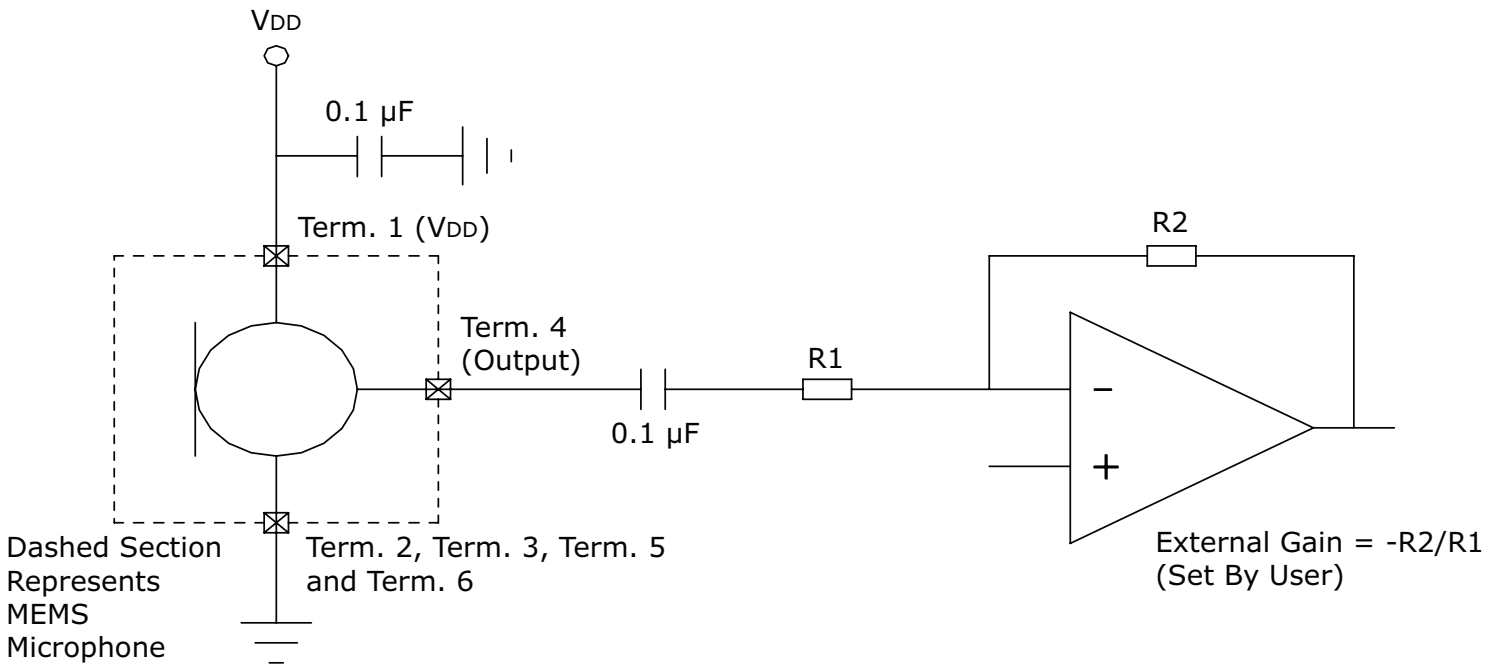 VDD
0.1 µF
Term. 1 (VDD)
R2
Term. 4
(Output)
R1
0.1 µF
−
+
Dashed Section
Represents
MEMS
Microphone
Term. 2, Term. 3, Term. 5
and Term. 6
External Gain = -R2/R1
(Set By User)